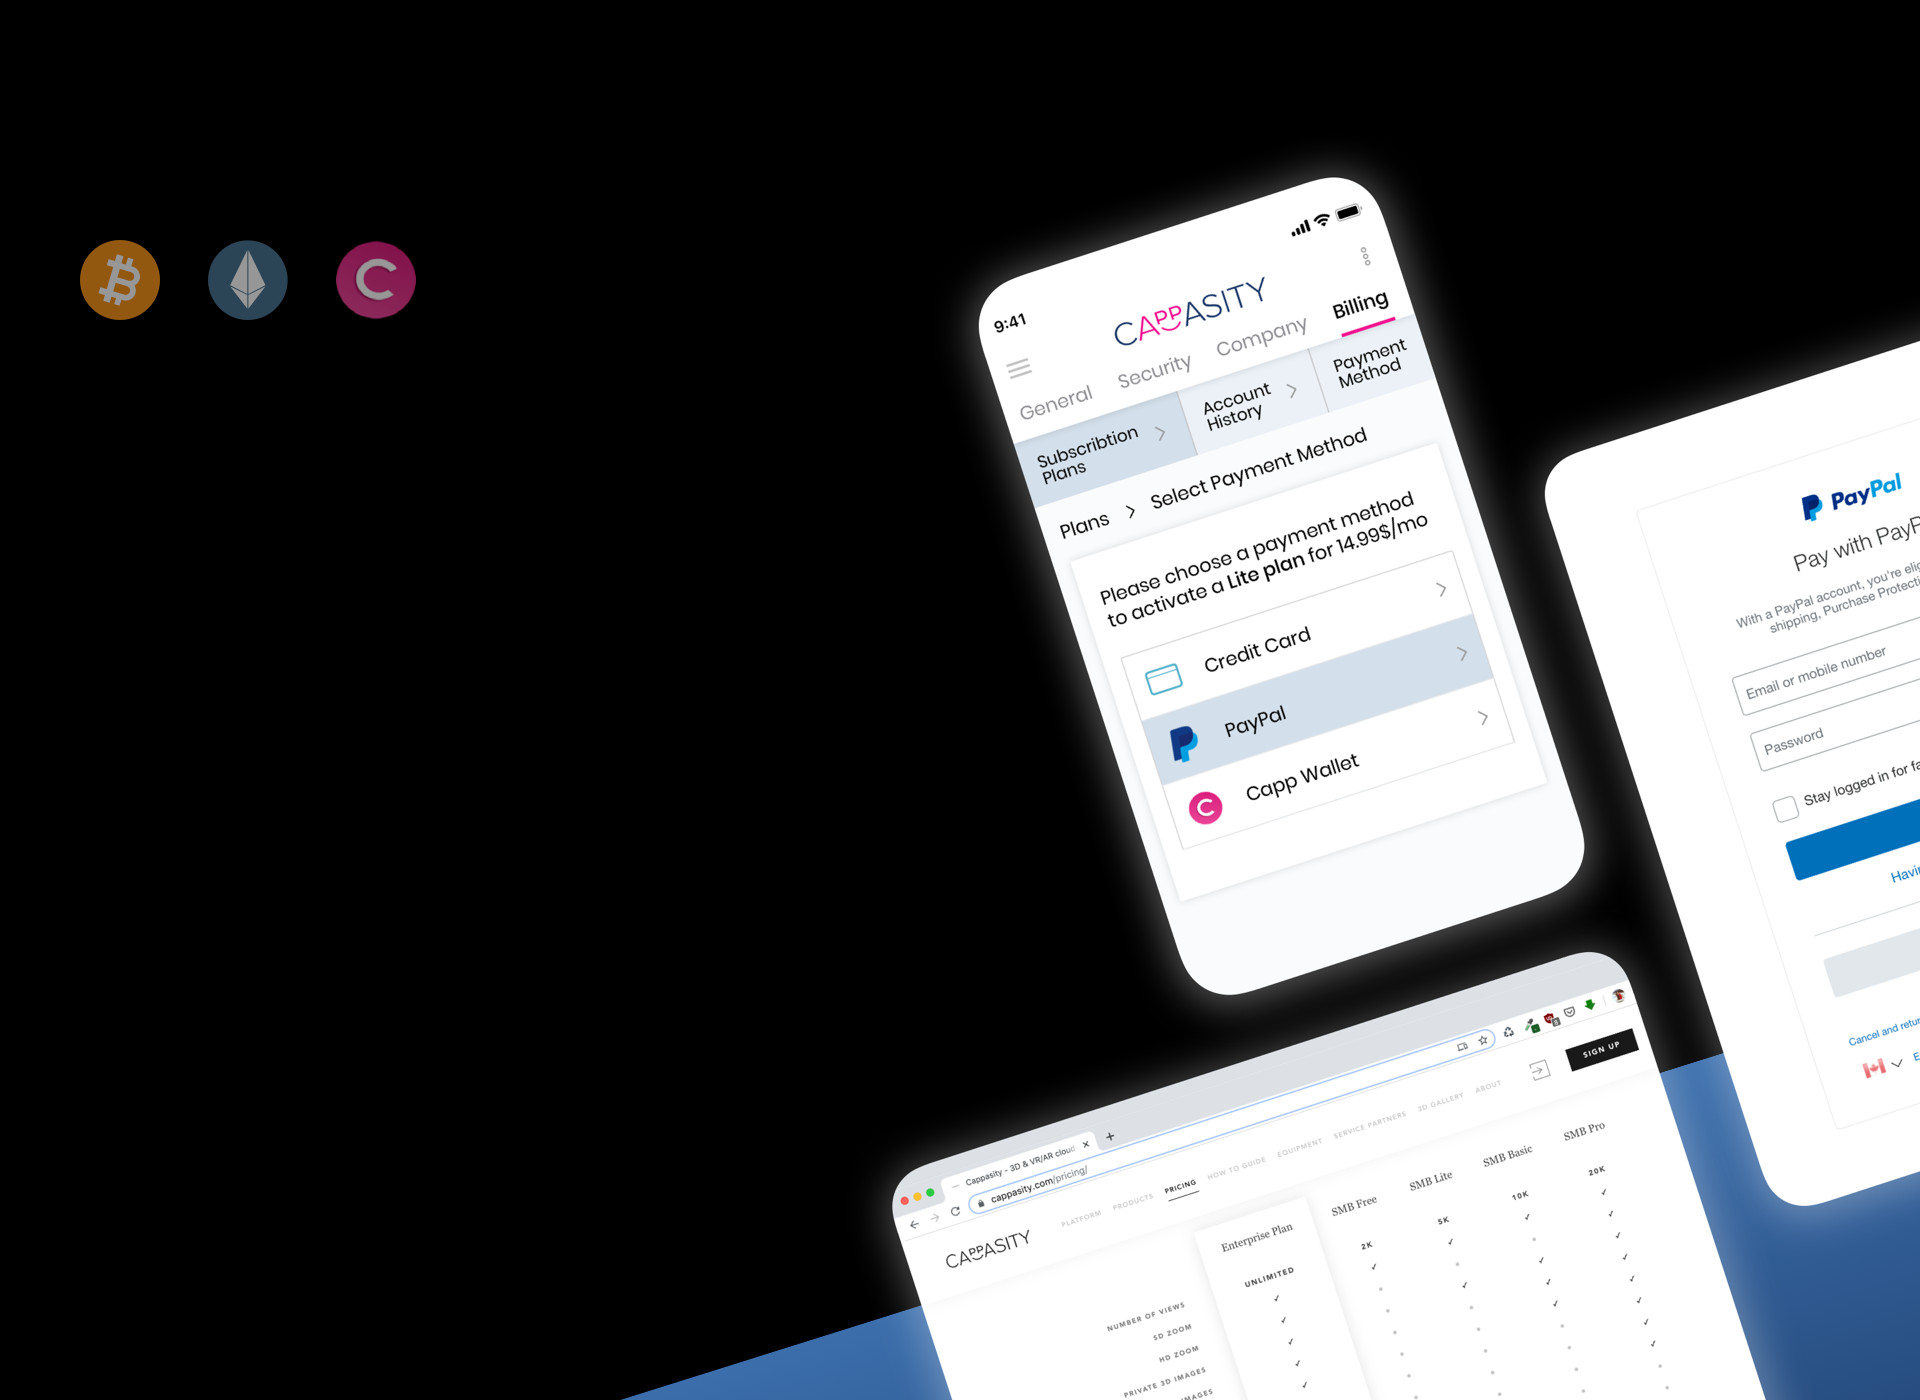 9:41
CAPPASITY
General
Security
Company
Billing
Subscribtion
Plans
Account
History
Payment
Method
Plans
Select Payment Method
Please choose a payment method
to activate a Lite plan for 14.99$/mo
Credit Card
PayPal
Capp Wallet
PayPal
Pay with PayP
With a PayPal account, you're elig
shipping, Purchase Protecti
Email or mobile number
Password
Stay logged in for fa
Havin
Cancel and retur
E
Cappasity - 3D & VR/AR cloud
cappasity.com/pricing/
CAPPASITY
PLATFORM
PRODUCTS
PRICING
HOW TO GUIDE
EQUIPMENT
SERVICE PARTNERS
3D GALLERY
ABOUT
SIGN UP
Enterprise Plan
SMB Free
SMB Lite
SMB Basic
SMB Pro
UNLIMITED
2K
5K
10K
20K
NUMBER OF VIEWS
SD ZOOM
HD ZOOM
PRIVATE 3D IMAGES
IMAGES